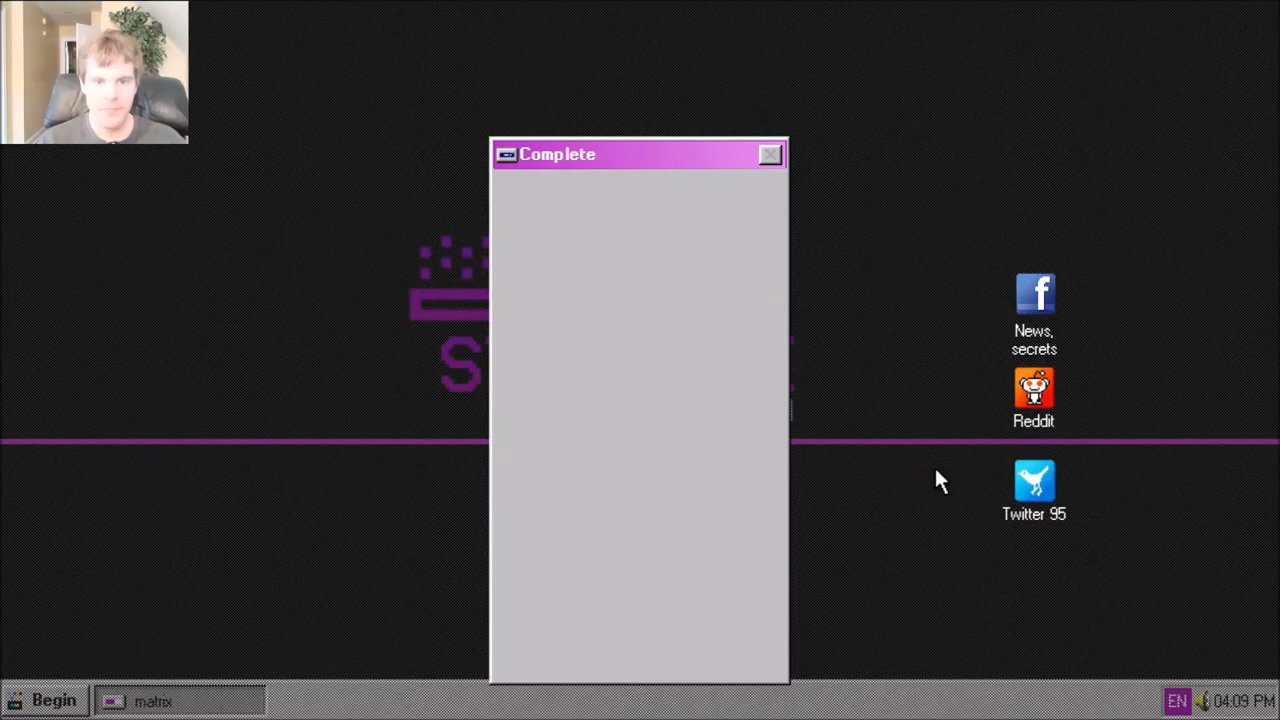 Complete
News,
secrets
Reddit
Twitter 95
Begin
matrix
EN
04:09 PM